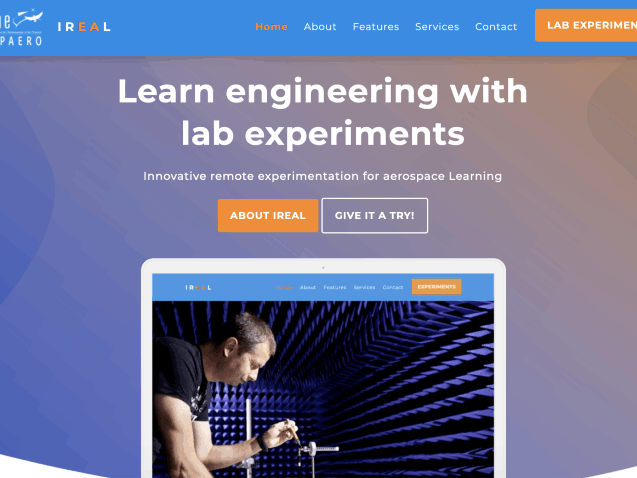 PAERO
IREAL
Home
About
Features
Services
Contact
LAB EXPERIMEN
Learn engineering with
lab experiments
Innovative remote experimentation for aerospace Learning
ABOUT IREAL
GIVE IT A TRY!
IREAL
Home
About
Features
Services
Contact
EXPERIMENTS